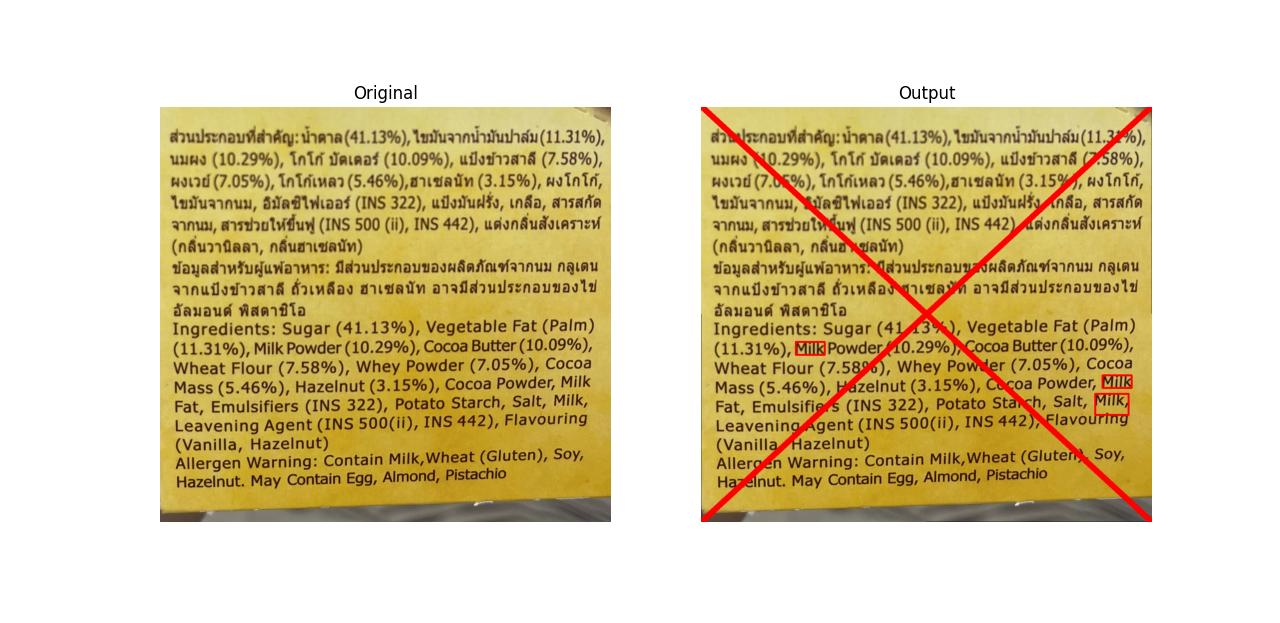 Original
ส่วนประกอบที่สำคัญ: น้ำตาล (41.13%), ไขมันจากน้ำมันปาล์ม (11.31%),
นมผง (10.29%), โกโก้ บัตเตอร์ (10.09%), แป้งข้าวสาลี (7.58%),
ผงเวย์ (7.05%), โกโก้เหลว (5.46%),ฮาเซลนัท (3.15%), ผงโกโก้,
ไขมันจากนม, อิมัลซิไฟเออร์ (INS 322), แป้งมันฝรั่ง, เกลือ, สารสกัด
จากนม, สารช่วยให้ขึ้นฟู (INS 500 (ii), INS 442), แต่งกลิ่นสังเคราะห์
(กลิ่นวานิลลา, กลิ่นฮาเซลนัท)
ข้อมูลสำหรับผู้แพ้อาหาร: มีส่วนประกอบของผลิตภัณฑ์จากนม กลูเตน
จากแป้งข้าวสาลี ถั่วเหลือง ฮาเซลนัท อาจมีส่วนประกอบของไข่
อัลมอนด์ พิสตาชิโอ
Ingredients: Sugar (41.13%), Vegetable Fat (Palm)
(11.31%), Milk Powder (10.29%), Cocoa Butter (10.09%),
Wheat Flour (7.58%), Whey Powder (7.05%), Cocoa
Mass (5.46%), Hazelnut (3.15%), Cocoa Powder, Milk
Fat, Emulsifiers (INS 322), Potato Starch, Salt, Milk,
Leavening Agent (INS 500(ii), INS 442), Flavouring
(Vanilla, Hazelnut)
Allergen Warning: Contain Milk,Wheat (Gluten), Soy,
Hazelnut. May Contain Egg, Almond, Pistachio
Output
ส่วนประกอบที่สำคัญ: น้ำตาล (41.13%), ไขมันจากน้ำมันปาล์ม (11.31%),
นมผง (10.29%), โกโก้ บัตเตอร์ (10.09%), แป้งข้าวสาลี (7.58%),
ผงเวย์ (7.05%), โกโก้เหลว (5.46%),ฮาเซลนัท (3.15%), ผงโกโก้,
ไขมันจากนม, อิมัลซิไฟเออร์ (INS 322), แป้งมันฝรั่ง, เกลือ, สารสกัด
จากนม, สารช่วยให้ขึ้นฟู (INS 500 (ii), INS 442), แต่งกลิ่นสังเคราะห์
(กลิ่นวานิลลา, กลิ่นฮาเซลนัท)
ข้อมูลสำหรับผู้แพ้อาหาร: มีส่วนประกอบของผลิตภัณฑ์จากนม กลูเตน
จากแป้งข้าวสาลี ถั่วเหลือง ฮาเซลนัท อาจมีส่วนประกอบของไข่
อัลมอนด์ พิสตาชิโอ
Ingredients: Sugar (41.13%), Vegetable Fat (Palm)
(11.31%), Milk Powder (10.29%), Cocoa Butter (10.09%),
Wheat Flour (7.58%), Whey Powder (7.05%), Cocoa
Mass (5.46%), Hazelnut (3.15%), Cocoa Powder, Milk
Fat, Emulsifiers (INS 322), Potato Starch, Salt, Milk,
Leavening Agent (INS 500(ii), INS 442), Flavouring
(Vanilla, Hazelnut)
Allergen Warning: Contain Milk,Wheat (Gluten), Soy,
Hazelnut. May Contain Egg, Almond, Pistachio